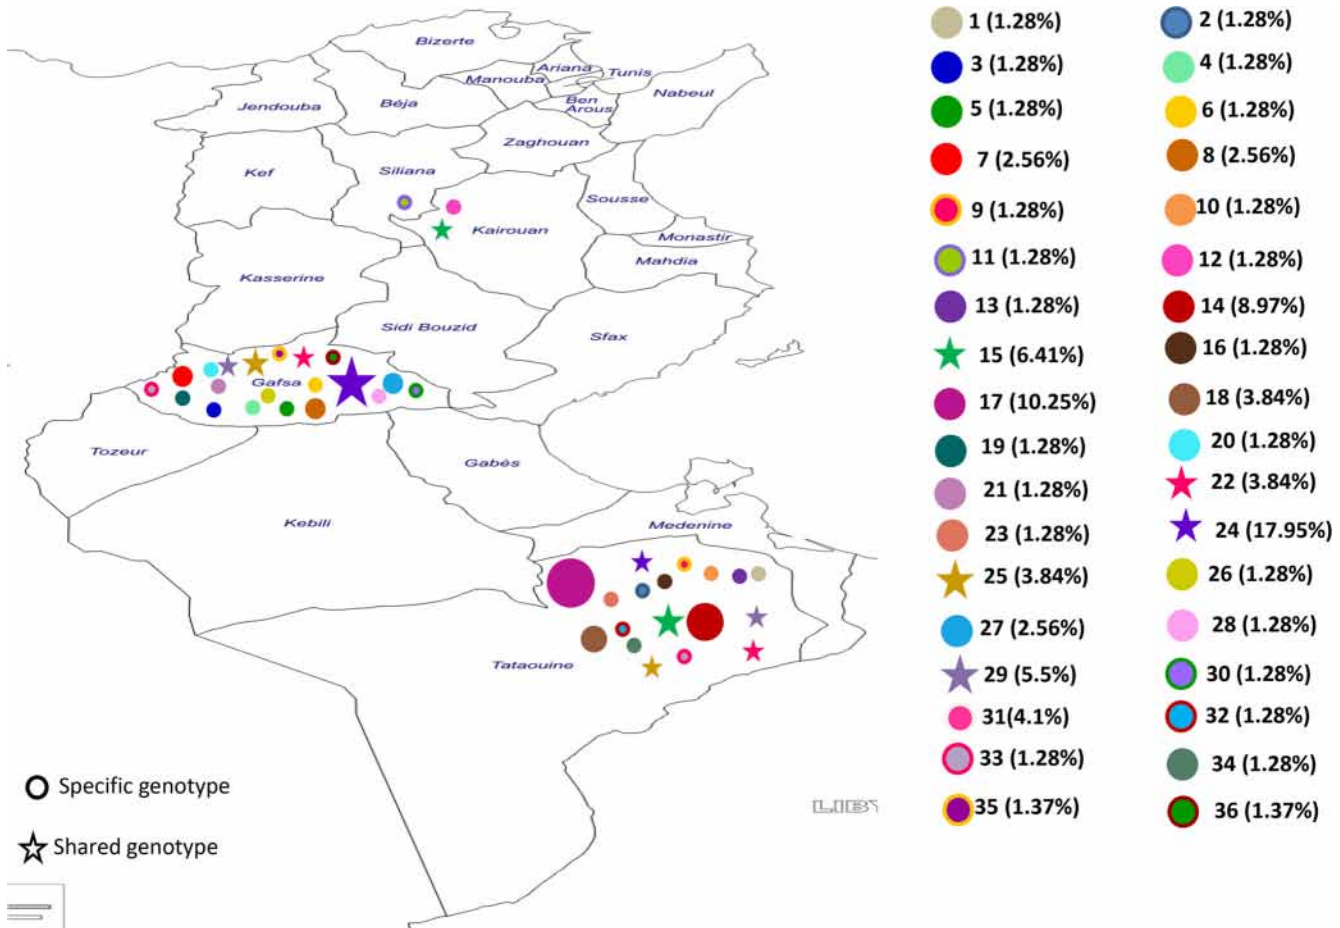 Bizerte
Ariana
Tunis
Manouba
Nabeul
Jendouba
Béja
Ben
Arous
Zaghouan
Kef
Siliana
Sousse
Kairouan
Monastir
Mahdia
Kasserine
Sidi Bouzid
Sfax
Gafsa
Tozeur
Gabès
Kebili
Medenine
Tataouine
Specific genotype
Shared genotype
1 (1.28%)
2 (1.28%)
3 (1.28%)
4 (1.28%)
5 (1.28%)
6 (1.28%)
7 (2.56%)
8 (2.56%)
9 (1.28%)
10 (1.28%)
11 (1.28%)
12 (1.28%)
13 (1.28%)
14 (8.97%)
15 (6.41%)
16 (1.28%)
17 (10.25%)
18 (3.84%)
19 (1.28%)
20 (1.28%)
21 (1.28%)
22 (3.84%)
23 (1.28%)
24 (17.95%)
25 (3.84%)
26 (1.28%)
27 (2.56%)
28 (1.28%)
29 (5.5%)
30 (1.28%)
31(4.1%)
32 (1.28%)
33 (1.28%)
34 (1.28%)
35 (1.37%)
36 (1.37%)